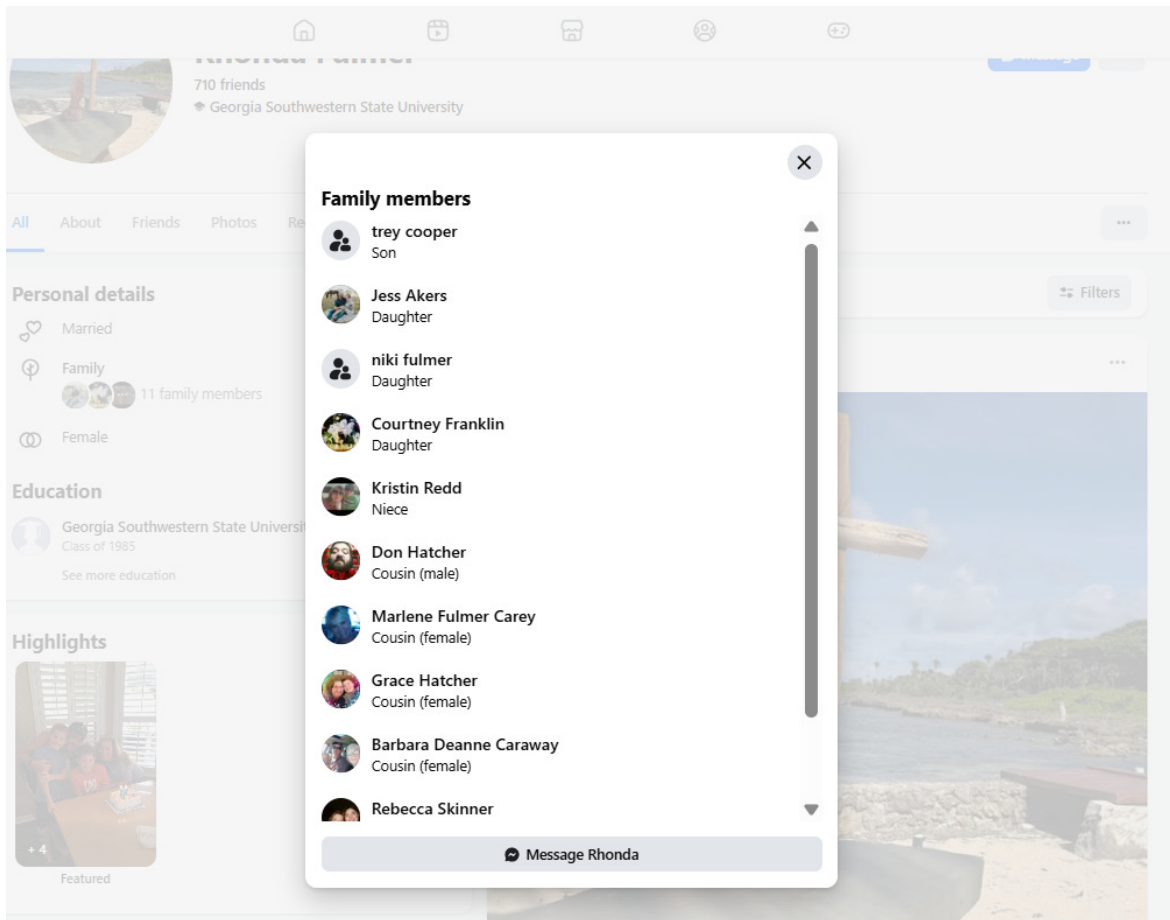 710 friends
Georgia Southwestern State University
All
About
Friends
Photos
Personal details
Married
Family
11 family members
Female
Education
Georgia Southwestern State
Class of 1985
See more education
Highlights
+ 4
Featured
Filters
Family members
trey cooper
Son
Jess Akers
Daughter
niki fulmer
Daughter
Courtney Franklin
Daughter
Kristin Redd
Niece
Don Hatcher
Cousin (male)
Marlene Fulmer Carey
Cousin (female)
Grace Hatcher
Cousin (female)
Barbara Deanne Caraway
Cousin (female)
Rebecca Skinner
Message Rhonda